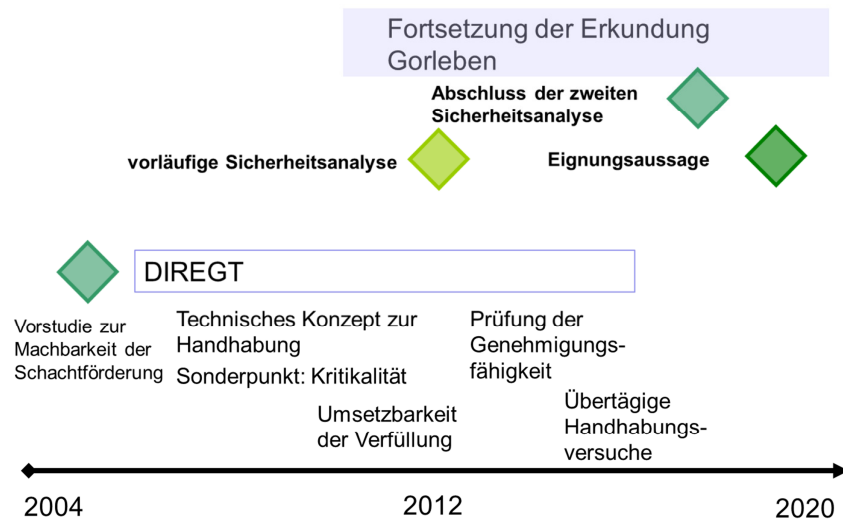 Fortsetzung der Erkundung
Gorleben
Abschluss der zweiten
Sicherheitsanalyse
vorläufige Sicherheitsanalyse
Eignungsaussage
DIREGT
Vorstudie zur
Machbarkeit der
Schachtförderung
Technisches Konzept zur
Handhabung
Sonderpunkt: Kritikalität
Prüfung der
Genehmigungs-
fähigkeit
Umsetzbarkeit
der Verfüllung
Übertägige
Handhabungs-
versuche
2004
2012
2020